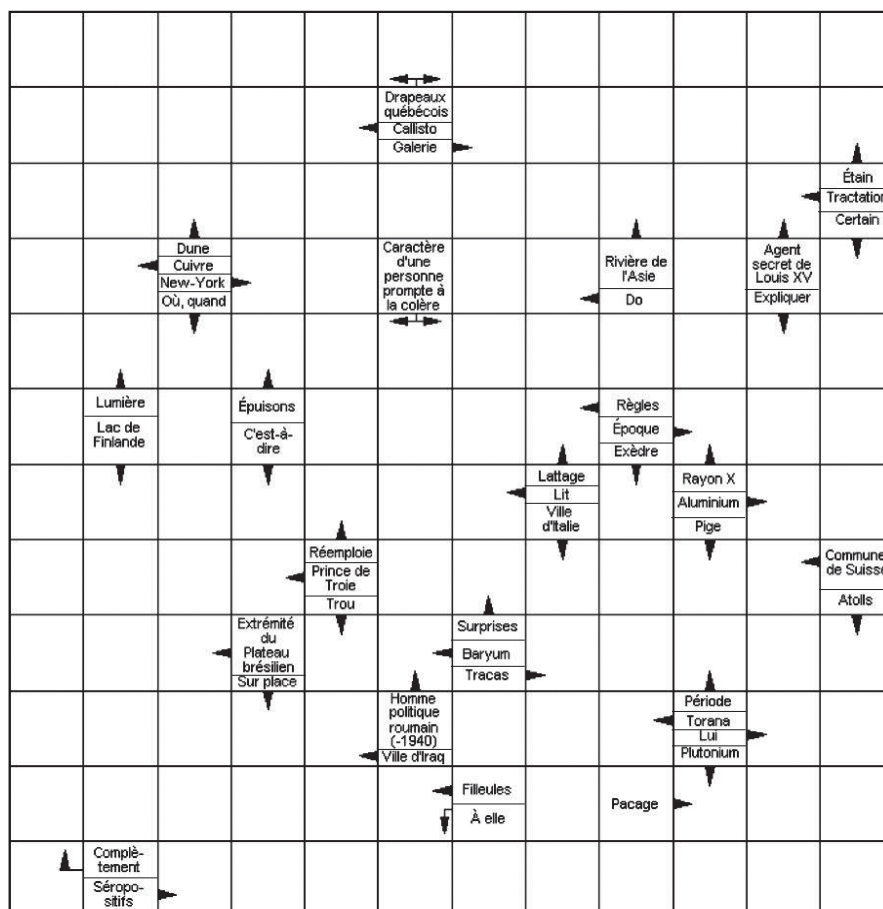 Drapeaux
québécois
Callisto
Galerie
Étain
Tractation
Certain
Dune
Cuivre
New-York
Où, quand
Caractère
d'une
personne
prompte à
la colère
Rivière de
l'Asie
Do
Agent
secret de
Louis XV
Expliquer
Lumière
Lac de
Finlande
Épuisons
C'est-à-
dire
Règles
Époque
Exèdre
Lattage
Lit
Ville
d'Italie
Rayon X
Aluminium
Pige
Réemploie
Prince de
Troie
Trou
Commune
de Suisse
Atolls
Extrémité
du
Plateau
brésilien
Sur place
Surprises
Baryum
Tracas
Homme
politique
roumain
(-1940)
Ville d'Iraq
Période
Torana
Lui
Plutonium
Filleules
À elle
Pacage
Complè-
tement
Séropo-
sitifs